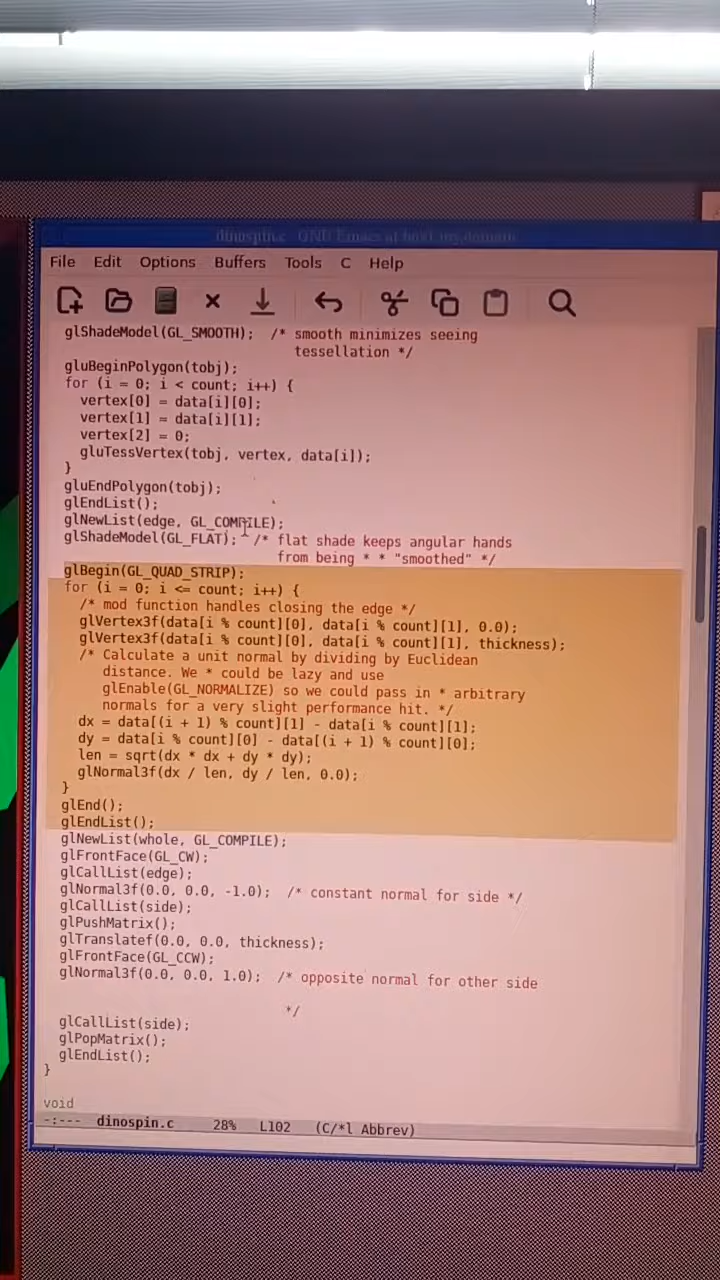 dinospin.c - GNU Emacs at
File Edit Options Buffers Tools C Help
glShadeModel(GL_SMOOTH); /* smooth minimizes seeing
tessellation */
gluBeginPolygon(tobj);
for (i = 0; i < count; i++) {
vertex[0] = data[i][0];
vertex[1] = data[i][1];
vertex[2] = 0;
gluTessVertex(tobj, vertex, data[i]);
}
gluEndPolygon(tobj);
glEndList();
glNewList(edge, GL_COMPILE);
glShadeModel(GL_FLAT); /* flat shade keeps angular hands
from being * * "smoothed" */
glBegin(GL_QUAD_STRIP);
for (i = 0; i <= count; i++) {
/* mod function handles closing the edge */
glVertex3f(data[i % count][0], data[i % count][1], 0.0);
glVertex3f(data[i % count][0], data[i % count][1], thickness);
/* Calculate a unit normal by dividing by Euclidean
distance. We * could be lazy and use
glEnable(GL_NORMALIZE) so we could pass in * arbitrary
normals for a very slight performance hit. */
dx = data[(i + 1) % count][1] - data[i % count][1];
dy = data[i % count][0] - data[(i + 1) % count][0];
len = sqrt(dx * dx + dy * dy);
glNormal3f(dx / len, dy / len, 0.0);
}
glEnd();
glEndList();
glNewList(whole, GL_COMPILE);
glFrontFace(GL_CW);
glCallList(edge);
glNormal3f(0.0, 0.0, -1.0); /* constant normal for side */
glCallList(side);
glPushMatrix();
glTranslatef(0.0, 0.0, thickness);
glFrontFace(GL_CCW);
glNormal3f(0.0, 0.0, 1.0); /* opposite normal for other side
*/
glCallList(side);
glPopMatrix();
glEndList();
}
void
-:--- dinospin.c 28% L102 (C/*l Abbrev)